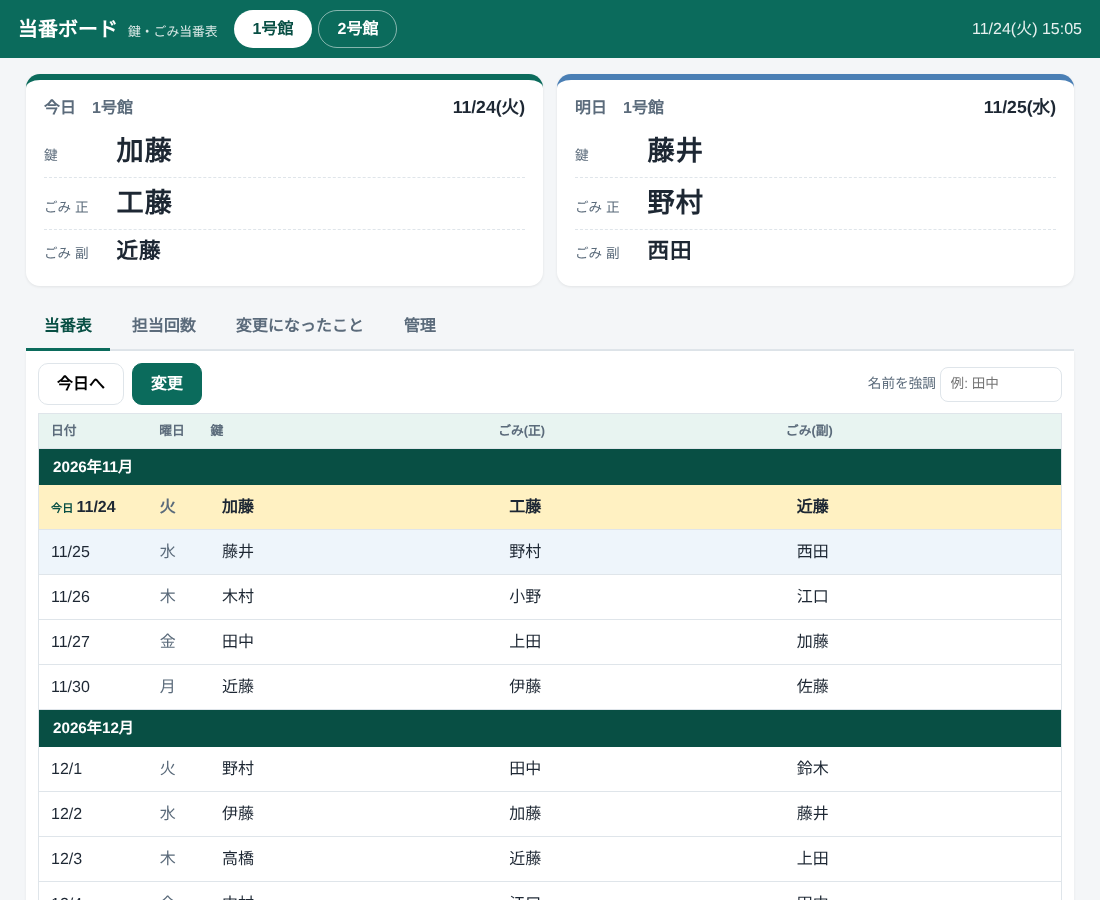 当番ボード 鍵・ごみ当番表 1号館 2号館 11/24(火) 15:05
今日 1号館 11/24(火)
鍵 加藤
ごみ 正 工藤
ごみ 副 近藤
明日 1号館 11/25(水)
鍵 藤井
ごみ 正 野村
ごみ 副 西田
当番表 担当回数 変更になったこと 管理
今日へ 変更 名前を強調 例: 田中
日付 曜日 鍵 ごみ(正) ごみ(副)
2026年11月
今日 11/24 火 加藤 工藤 近藤
11/25 水 藤井 野村 西田
11/26 木 木村 小野 江口
11/27 金 田中 上田 加藤
11/30 月 近藤 伊藤 佐藤
2026年12月
12/1 火 野村 田中 鈴木
12/2 水 伊藤 加藤 藤井
12/3 木 高橋 近藤 上田